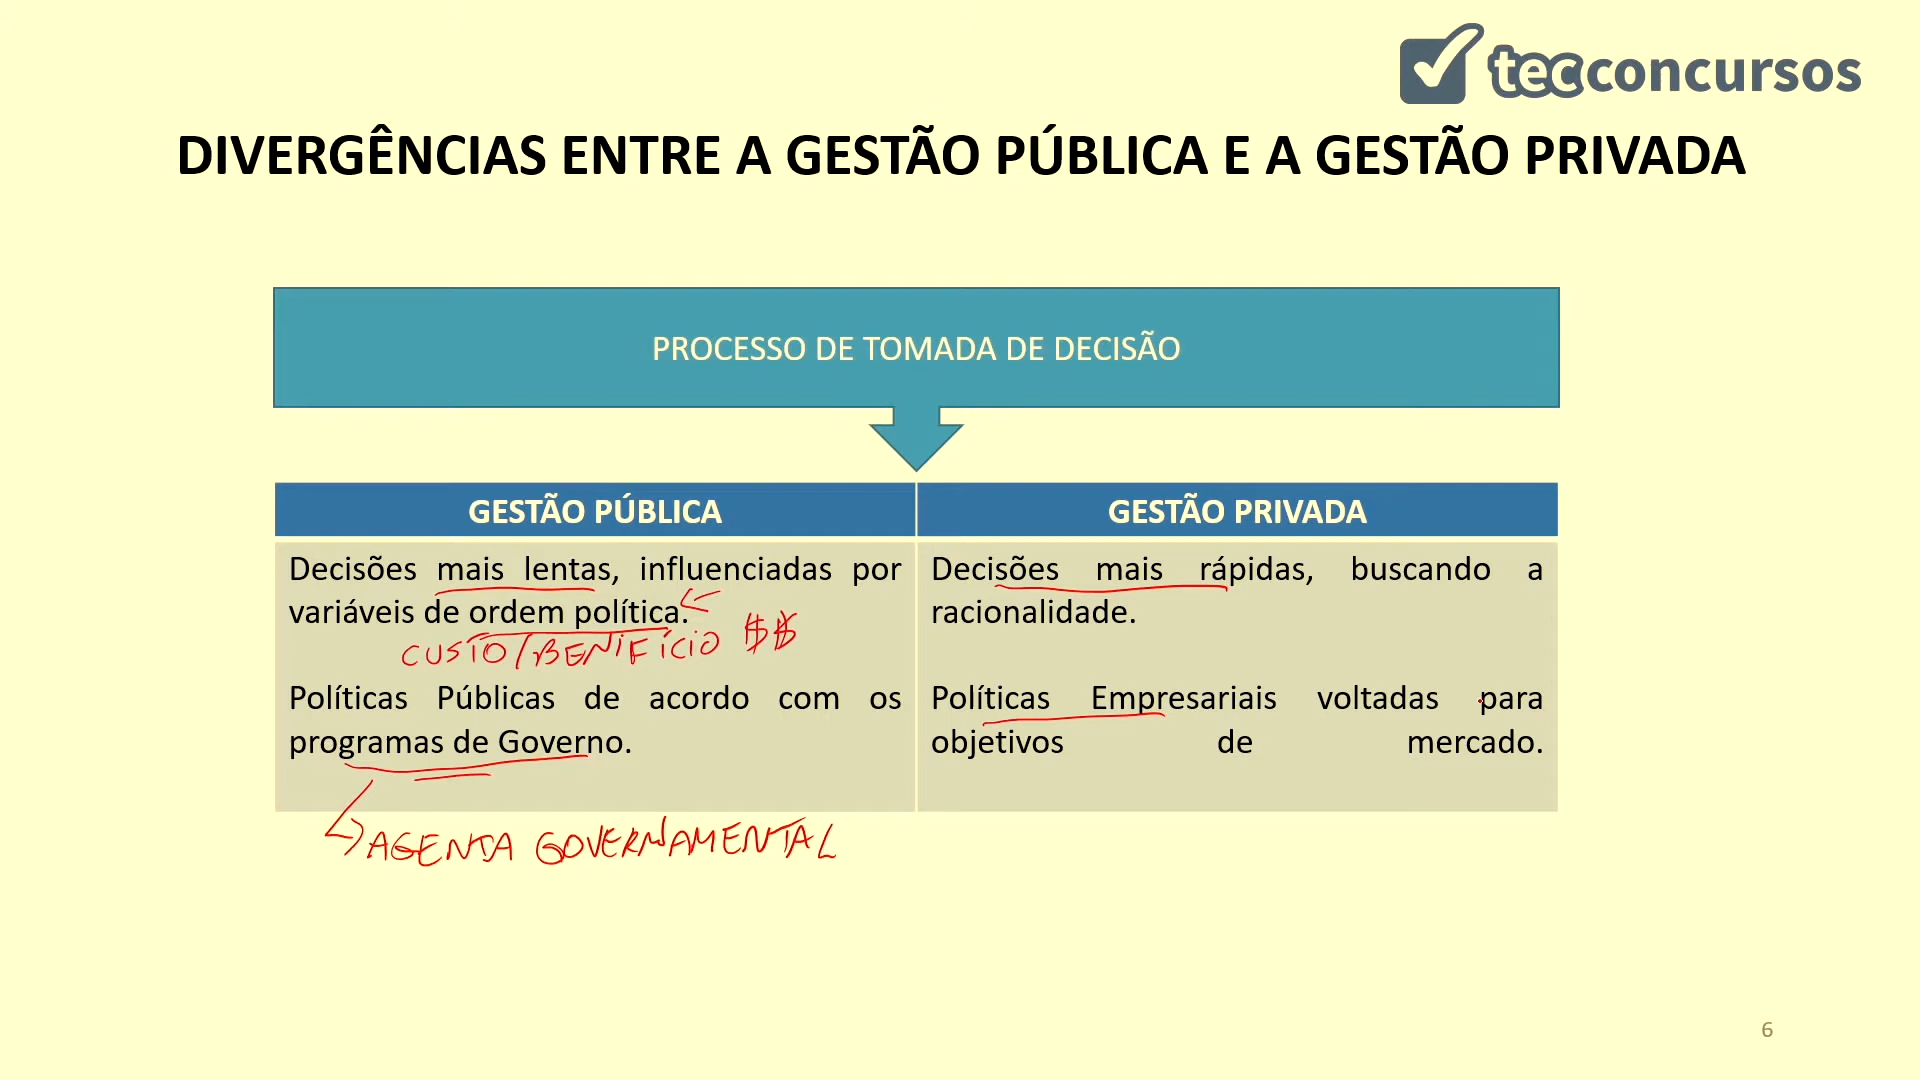 tecconcursos
DIVERGÊNCIAS ENTRE A GESTÃO PÚBLICA E A GESTÃO PRIVADA
PROCESSO DE TOMADA DE DECISÃO
GESTÃO PÚBLICA
Decisões mais lentas, influenciadas por
variáveis de ordem política.
CUSTO/BENIFÍCIO $$
Políticas Públicas de acordo com os
programas de Governo.
AGENTA GOVERNAMENTAL
GESTÃO PRIVADA
Decisões mais rápidas, buscando a
racionalidade.
Políticas Empresariais voltadas para
objetivos de mercado.
6